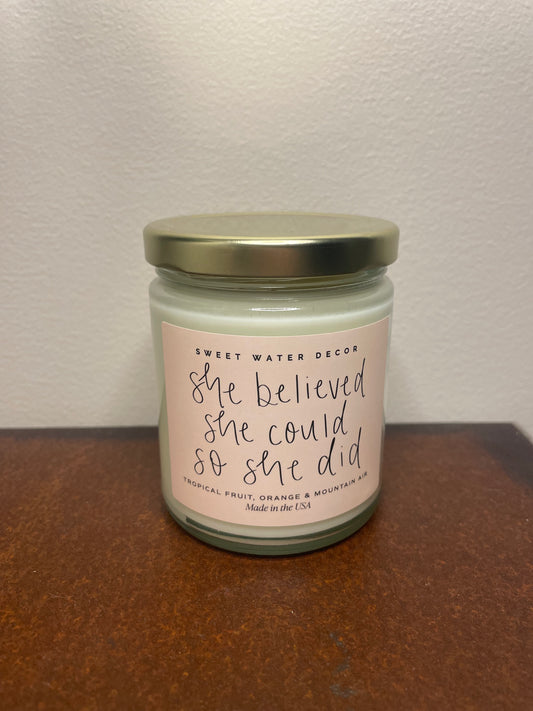 SWEET WATER DECOR
she believed
she could
so she did
TROPICAL FRUIT, ORANGE & MOUNTAIN AIR
Made in the USA